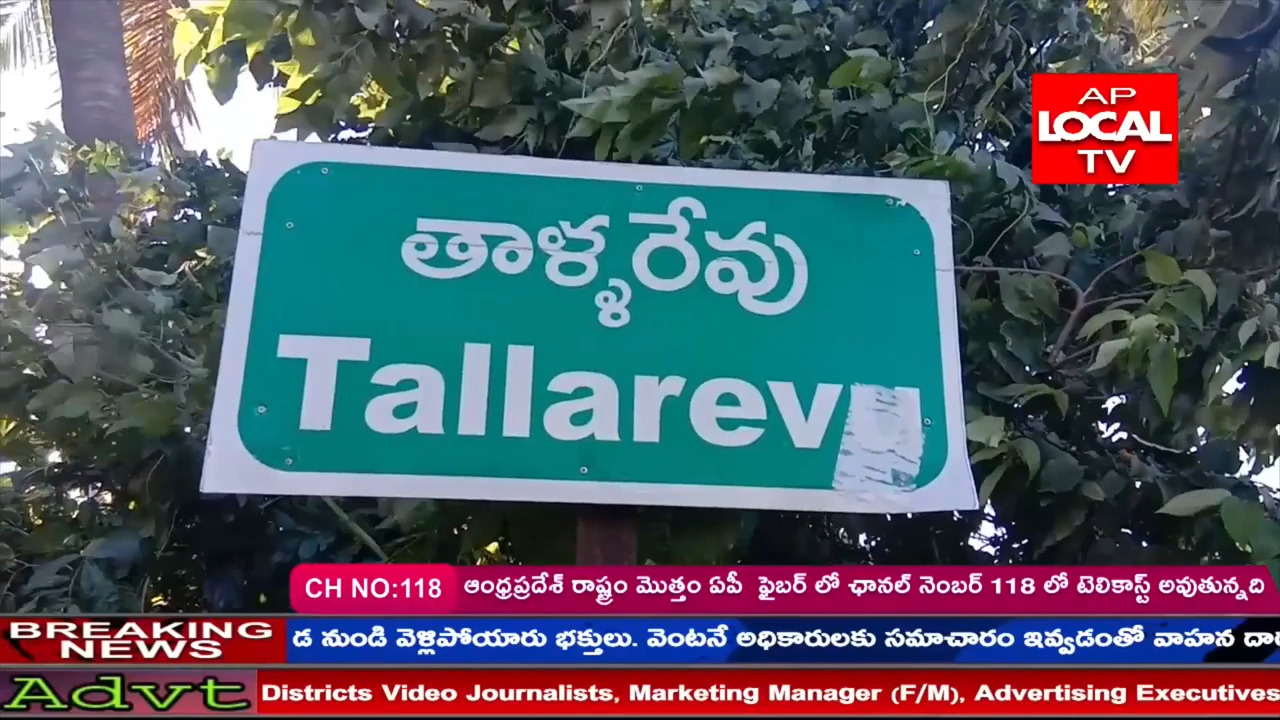 AP
LOCAL
TV
తాళ్ళరేవు
Tallarevu
CH NO:118 ఆంధ్రప్రదేశ్ రాష్ట్రం మొత్తం ఏపీ ఫైబర్ లో ఛానల్ నెంబర్ 118 లో టెలికాస్ట్ అవుతున్నది
BREAKING
NEWS
డ నుండి వెళ్లిపోయారు భక్తులు. వెంటనే అధికారులకు సమాచారం ఇవ్వడంతో వాహన దా
Advt Districts Video Journalists, Marketing Manager (F/M), Advertising Executives